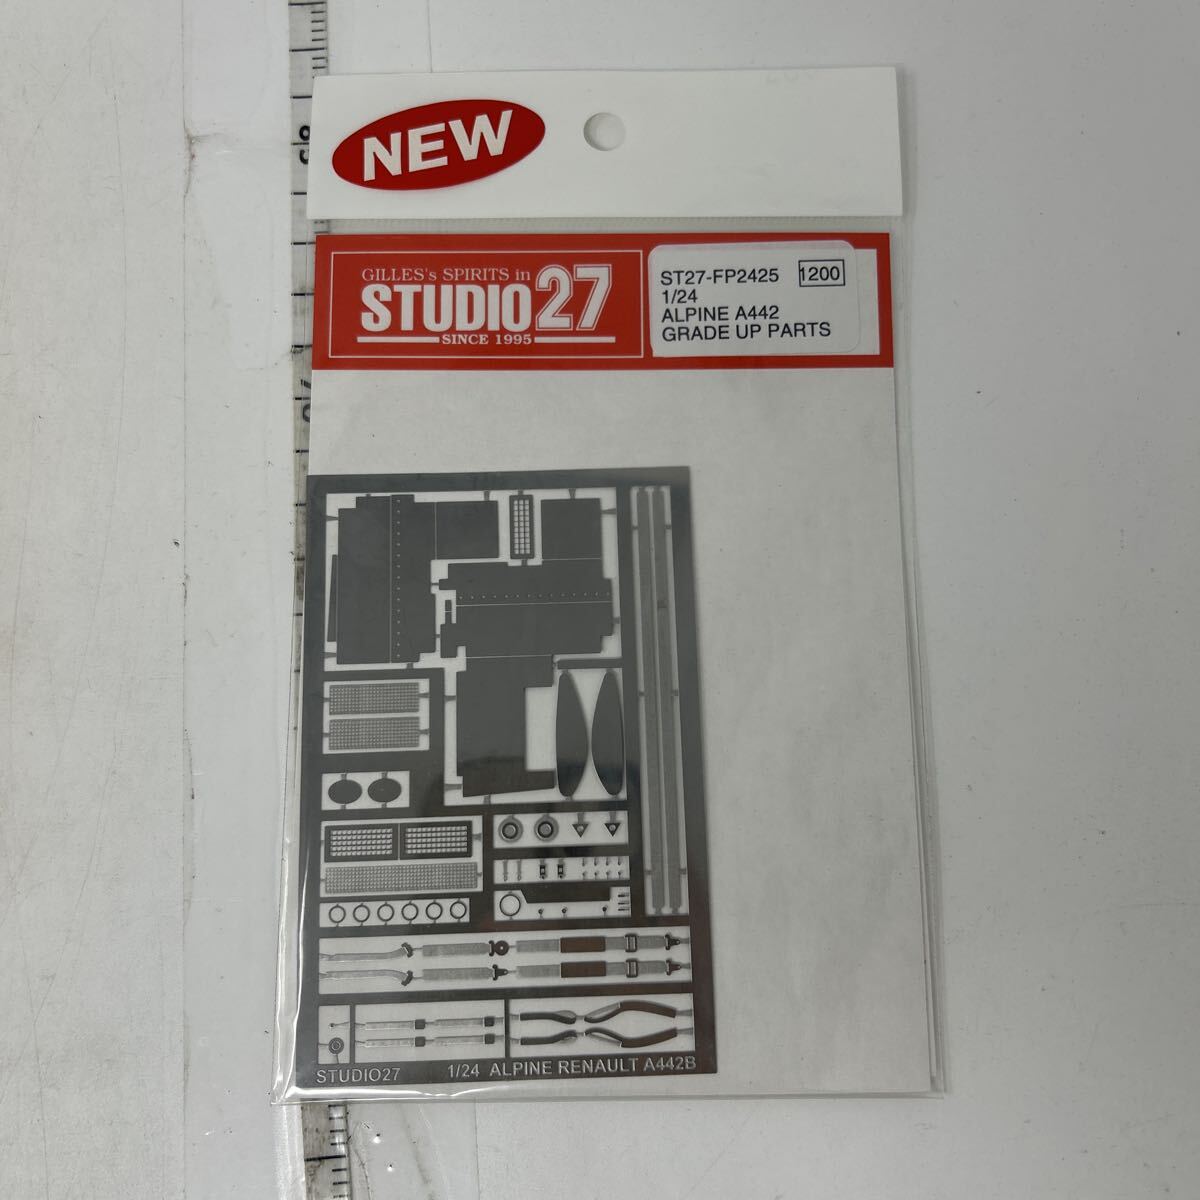 NEW
GILLES's SPIRITS in
STUDIO27
SINCE 1995
ST27-FP2425 1200
1/24
ALPINE A442
GRADE UP PARTS
STUDIO27 1/24 ALPINE RENAULT A442B